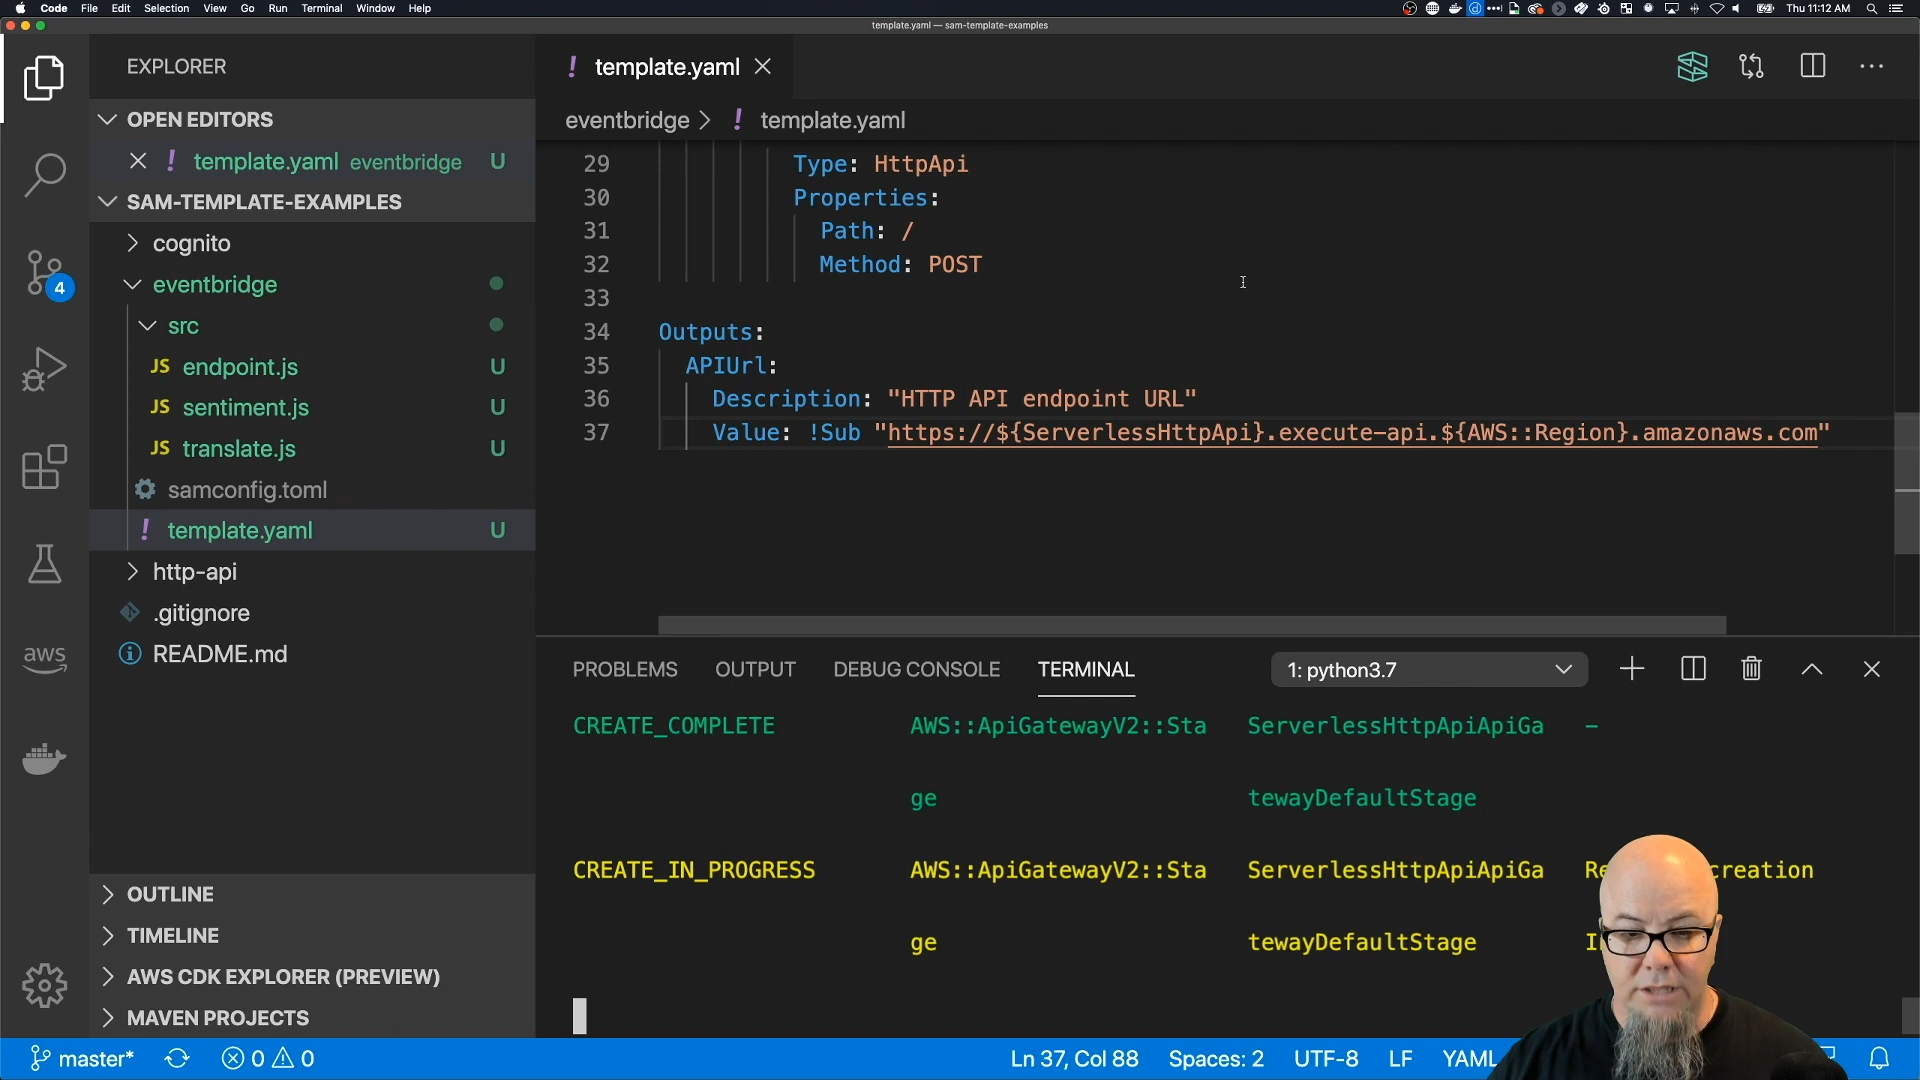 Code File Edit Selection View Go Run Terminal Window Help
Thu 11:12 AM
template.yaml — sam-template-examples
EXPLORER
OPEN EDITORS
template.yaml eventbridge U
SAM-TEMPLATE-EXAMPLES
cognito
eventbridge
src
JS endpoint.js U
JS sentiment.js U
JS translate.js U
samconfig.toml
! template.yaml U
http-api
.gitignore
README.md
OUTLINE
TIMELINE
AWS CDK EXPLORER (PREVIEW)
MAVEN PROJECTS
4
aws
! template.yaml
eventbridge > ! template.yaml
29 Type: HttpApi
30 Properties:
31 Path: /
32 Method: POST
33
34 Outputs:
35 APIUrl:
36 Description: "HTTP API endpoint URL"
37 Value: !Sub "https://${ServerlessHttpApi}.execute-api.${AWS::Region}.amazonaws.com"
PROBLEMS OUTPUT DEBUG CONSOLE TERMINAL 1: python3.7
CREATE_COMPLETE AWS::ApiGatewayV2::Sta ServerlessHttpApiApiGa -
ge tewayDefaultStage
CREATE_IN_PROGRESS AWS::ApiGatewayV2::Sta ServerlessHttpApiApiGa creation
ge tewayDefaultStage
master* 0 0 Ln 37, Col 88 Spaces: 2 UTF-8 LF YAML